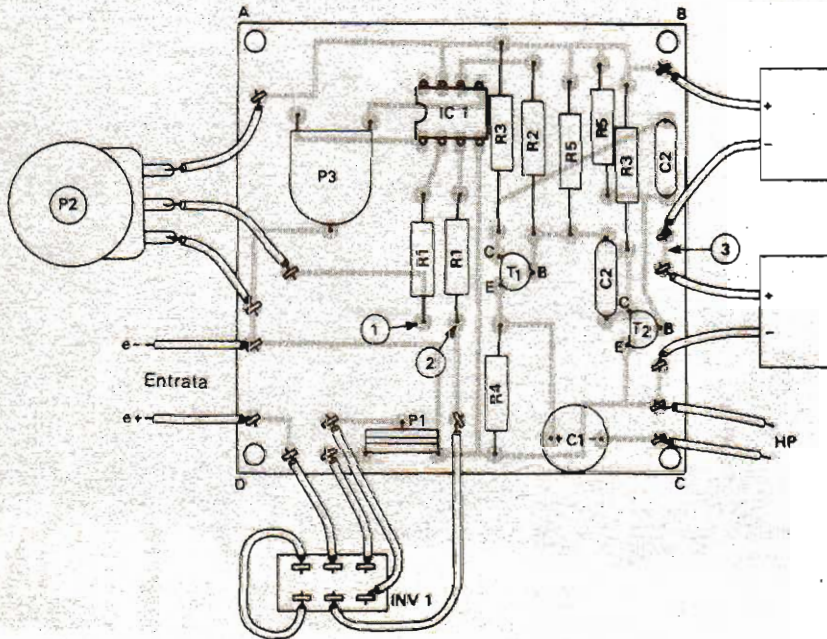 A
B
IC 1
R3
R2
R5
R5
R3
C2
P2
P3
+
−
R1
R1
C
T1
B
E
C2
3
+
−
C
T2
B
E
1
2
e−
Entrata
e+
R4
P1
+ C1 −
HP
D
C
INV 1